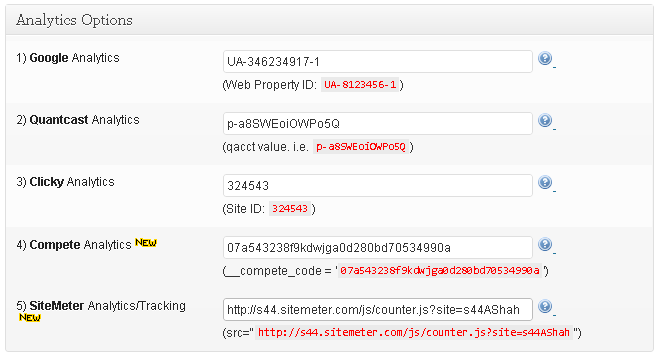 Analytics Options
1) Google Analytics
UA-346234917-1
(Web Property ID: UA-8123456-1)
2) Quantcast Analytics
p-a8SWEoiOWPo5Q
(qacct value. i.e. p-a8SWEoiOWPo5Q)
3) Clicky Analytics
324543
(Site ID: 324543)
4) Compete Analytics NEW
07a543238f9kdwjga0d280bd70534990a
(__compete_code = '07a543238f9kdwjga0d280bd70534990a')
5) SiteMeter Analytics/Tracking
NEW
http://s44.sitemeter.com/js/counter.js?site=s44AShah
(src="http://s44.sitemeter.com/js/counter.js?site=s44AShah")